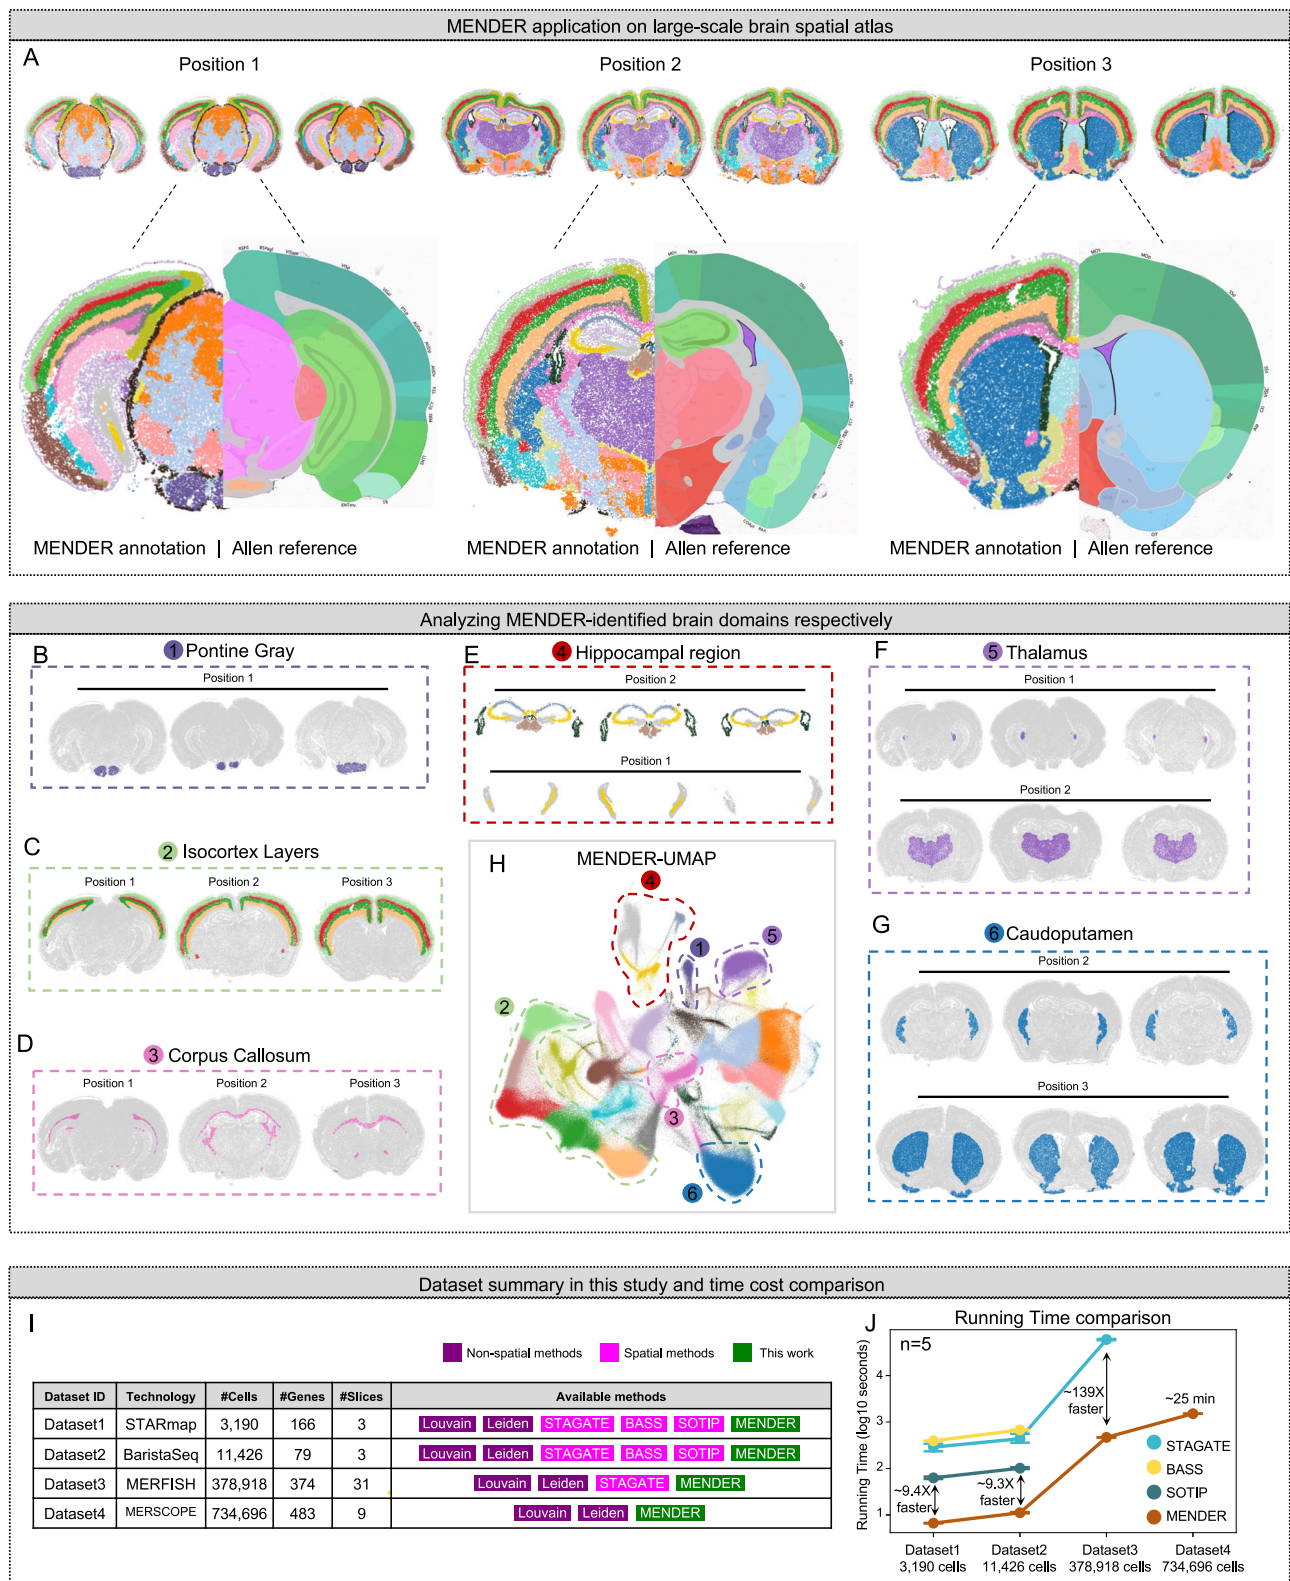 MENDER application on large-scale brain spatial atlas
A
Position 1
Position 2
Position 3
MENDER annotation | Allen reference
MENDER annotation | Allen reference
MENDER annotation | Allen reference
Analyzing MENDER-identified brain domains respectively
B
1 Pontine Gray
Position 1
E
4 Hippocampal region
Position 2
Position 1
F
5 Thalamus
Position 1
Position 2
C
2 Isocortex Layers
Position 1
Position 2
Position 3
D
3 Corpus Callosum
Position 1
Position 2
Position 3
H
MENDER-UMAP
4
1
5
2
3
6
G
6 Caudoputamen
Position 2
Position 3
Dataset summary in this study and time cost comparison
I
Non-spatial methods
Spatial methods
This work
Dataset ID Technology #Cells #Genes #Slices Available methods
Dataset1 STARmap 3,190 166 3 Louvain Leiden STAGATE BASS SOTIP MENDER
Dataset2 BaristaSeq 11,426 79 3 Louvain Leiden STAGATE BASS SOTIP MENDER
Dataset3 MERFISH 378,918 374 31 Louvain Leiden STAGATE MENDER
Dataset4 MERSCOPE 734,696 483 9 Louvain Leiden MENDER
J
Running Time comparison
n=5
Running Time (log10 seconds)
4
3
2
1
~9.4X
faster
~9.3X
faster
~139X
faster
~25 min
STAGATE
BASS
SOTIP
MENDER
Dataset1 Dataset2 Dataset3 Dataset4
3,190 cells 11,426 cells 378,918 cells 734,696 cells